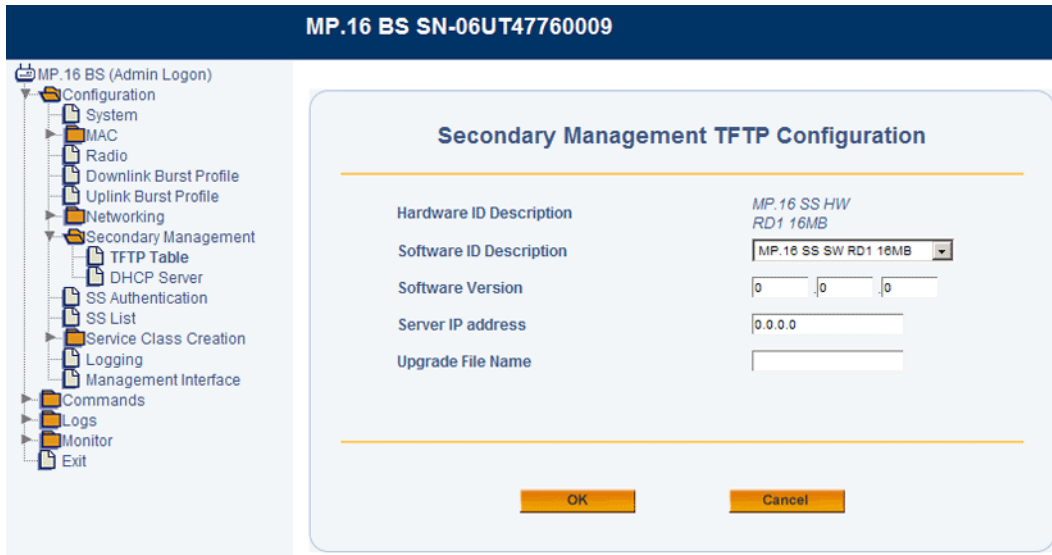 MP.16 BS SN-06UT47760009
MP.16 BS (Admin Logon)
Configuration
System
MAC
Radio
Downlink Burst Profile
Uplink Burst Profile
Networking
Secondary Management
TFTP Table
DHCP Server
SS Authentication
SS List
Service Class Creation
Logging
Management Interface
Commands
Logs
Monitor
Exit
Secondary Management TFTP Configuration
Hardware ID Description
MP.16 SS HW
RD1 16MB
Software ID Description
MP.16 SS SW RD1 16MB
Software Version
0 .0 .0
Server IP address
0.0.0.0
Upgrade File Name
OK
Cancel